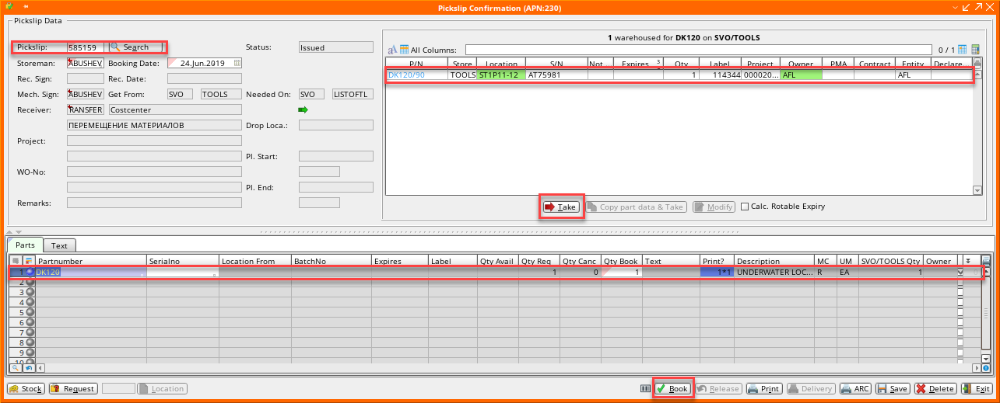 Pickslip Confirmation (APN:230)
Pickslip Data
Pickslip: 585159 Search Status: Issued
Storeman: ABUSHEV Booking Date: 24.Jun.2019
Rec. Sign: Rec. Date:
Mech. Sign: ABUSHEV Get From: SVO TOOLS Needed On: SVO LISTOFTL
Receiver: RANSFER Costcenter
ПЕРЕМЕЩЕНИЕ МАТЕРИАЛОВ Drop Loca.:
Project:
Pl. Start:
WO-No:
Pl. End:
Remarks:
1 warehoused for DK120 on SVO/TOOLS
All Columns: 0 / 1
P/N Store Location S/N Not... Expires 3 Qty Label Project Owner PMA Contract Entity Declare...
DK120/90 TOOLS ST1P11-12 AT75981 1 114344 000020... AFL AFL
Take Copy part data & Take Modify Calc. Rotable Expiry
Parts Text
Partnumber Serialno Location From BatchNo Expires Label Qty Avail Qty Req Qty Canc Qty Book Text Print? Description MC UM SVO/TOOLS Qty Owner
1 DK120 1 0 1 1*1 UNDERWATER LOC... R EA 1
2
3
4
5
6
7
8
9
10
Stock Request Location Book Release Print Delivery ARC Save Delete Exit